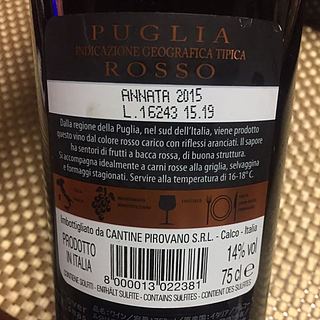 PUGLIA
INDICAZIONE GEOGRAFICA TIPICA
ROSSO
ANNATA 2015
L.16243 15.19
Dalla regione della Puglia, nel sud dell'Italia, viene prodotto
questo vino dal colore rosso carico con riflessi aranciati. Il sapore
ha sentori di frutti a bacca rossa, di buona struttura.
Si accompagna idealmente a carni rosse alla griglia, selvaggina
e formaggi stagionati. Servire alla temperatura di 16-18° C.
Imbottigliato da CANTINE PIROVANO S.R.L. - Calco - Italia
PRODOTTO
IN ITALIA
14% vol
75 cl e
8 000013 022381
CONTIENE SOLFITI - ENTHÄLT SULFITE - CONTAINS SULFITES - CONTIENT DES SULFITES